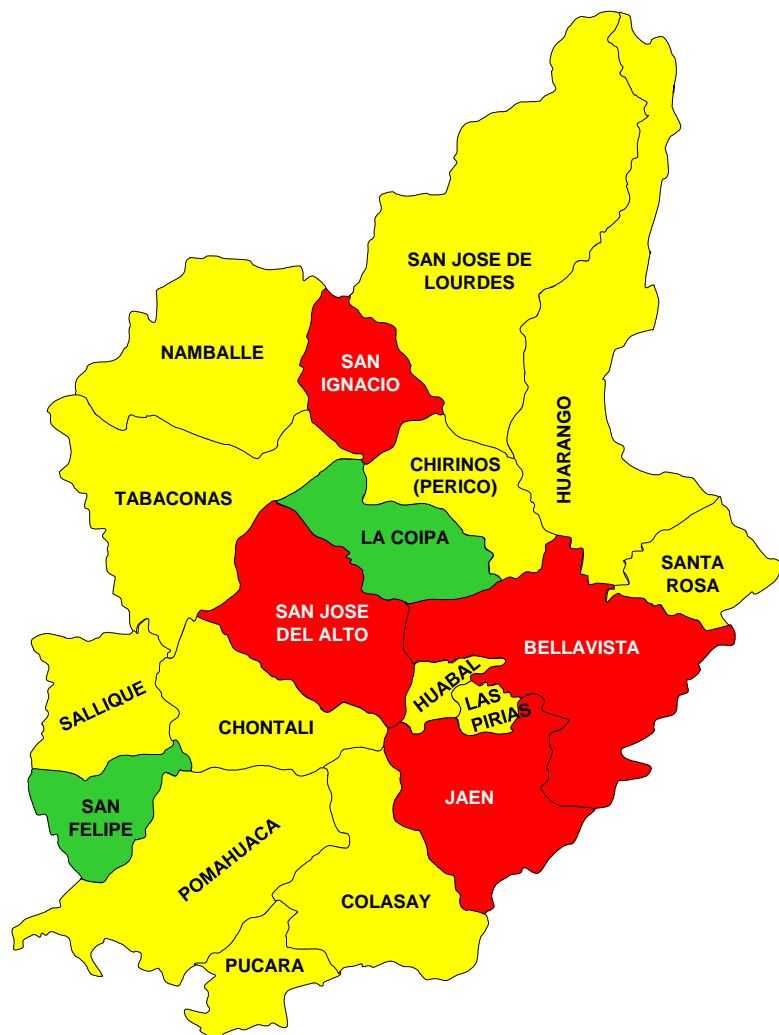 SAN JOSE DE
LOURDES
NAMBALLE
SAN
IGNACIO
HUARANGO
CHIRINOS
(PERICO)
TABACONAS
LA COIPA
SANTA
ROSA
SAN JOSE
DEL ALTO
BELLAVISTA
HUABAL
SALLIQUE
LAS
PIRIAS
CHONTALI
JAEN
SAN
FELIPE
POMAHUACA
COLASAY
PUCARA